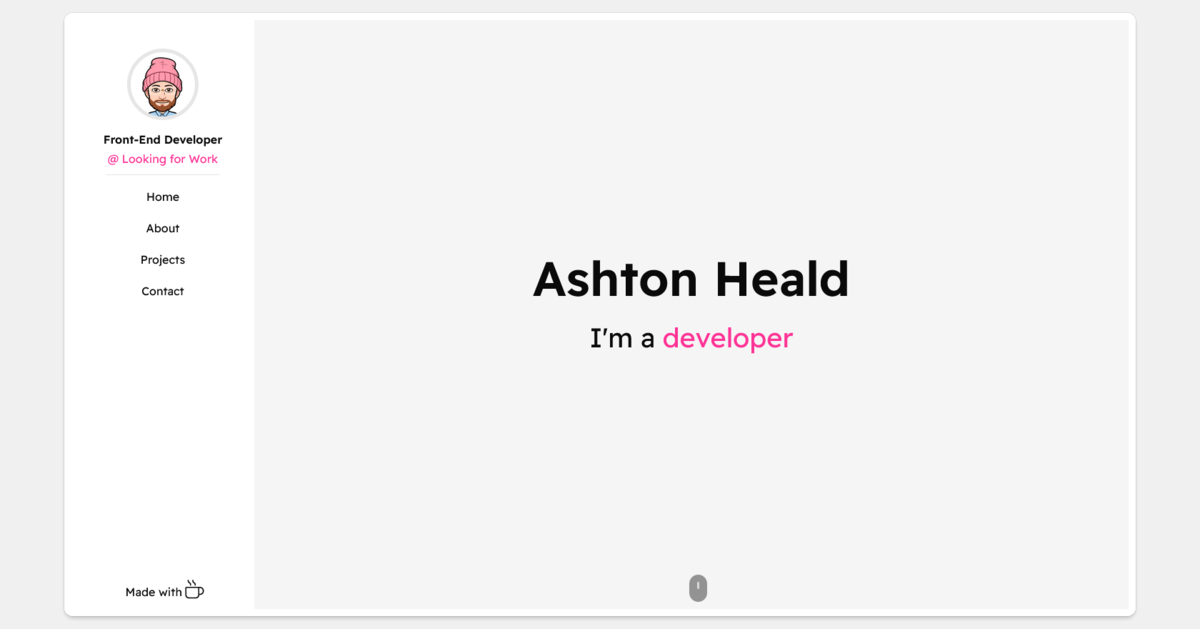 Front-End Developer
@ Looking for Work
Home
About
Projects
Contact
Made with
Ashton Heald
I'm a developer